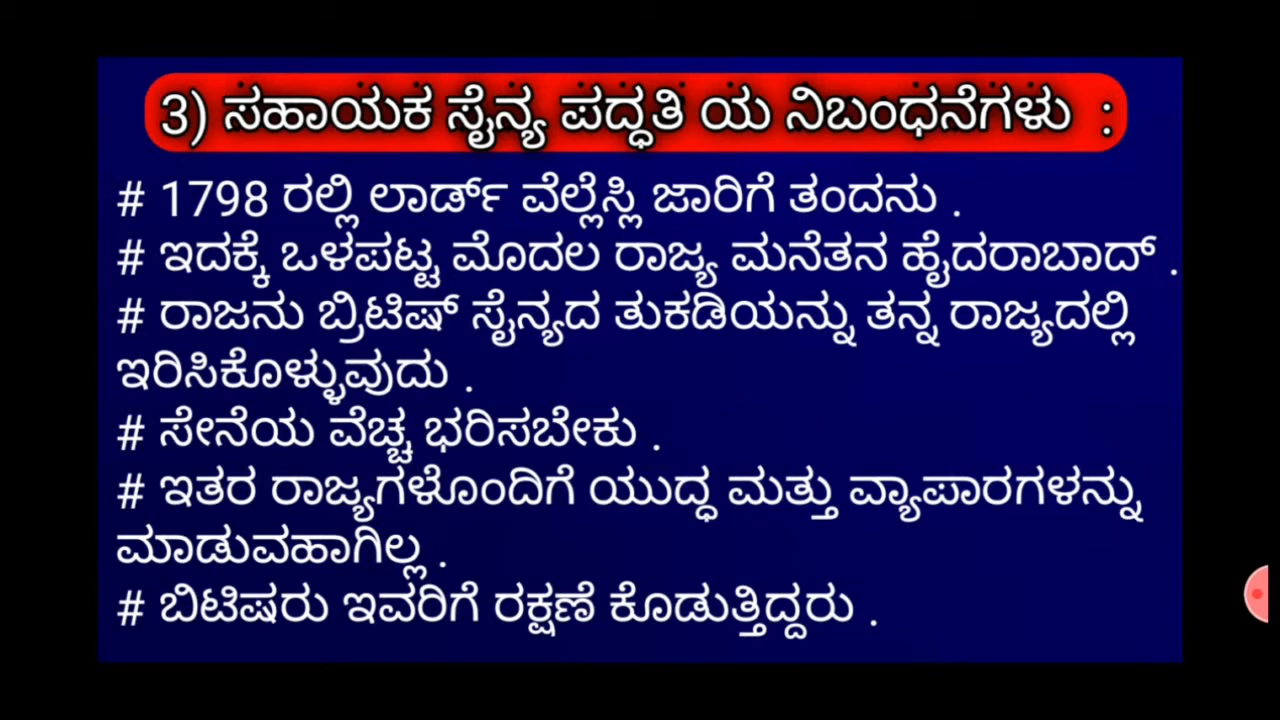 3) ಸಹಾಯಕ ಸೈನ್ಯ ಪದ್ಧತಿ ಯ ನಿಬಂಧನೆಗಳು :
# 1798 ರಲ್ಲಿ ಲಾರ್ಡ್ ವೆಲ್ಲೆಸ್ಲಿ ಜಾರಿಗೆ ತಂದನು .
# ಇದಕ್ಕೆ ಒಳಪಟ್ಟ ಮೊದಲ ರಾಜ್ಯ ಮನೆತನ ಹೈದರಾಬಾದ್ .
# ರಾಜನು ಬ್ರಿಟಿಷ್ ಸೈನ್ಯದ ತುಕಡಿಯನ್ನು ತನ್ನ ರಾಜ್ಯದಲ್ಲಿ
ಇರಿಸಿಕೊಳ್ಳುವುದು .
# ಸೇನೆಯ ವೆಚ್ಚ ಭರಿಸಬೇಕು .
# ಇತರ ರಾಜ್ಯಗಳೊಂದಿಗೆ ಯುದ್ಧ ಮತ್ತು ವ್ಯಾಪಾರಗಳನ್ನು
ಮಾಡುವಹಾಗಿಲ್ಲ .
# ಬಿಟಿಷರು ಇವರಿಗೆ ರಕ್ಷಣೆ ಕೊಡುತ್ತಿದ್ದರು .